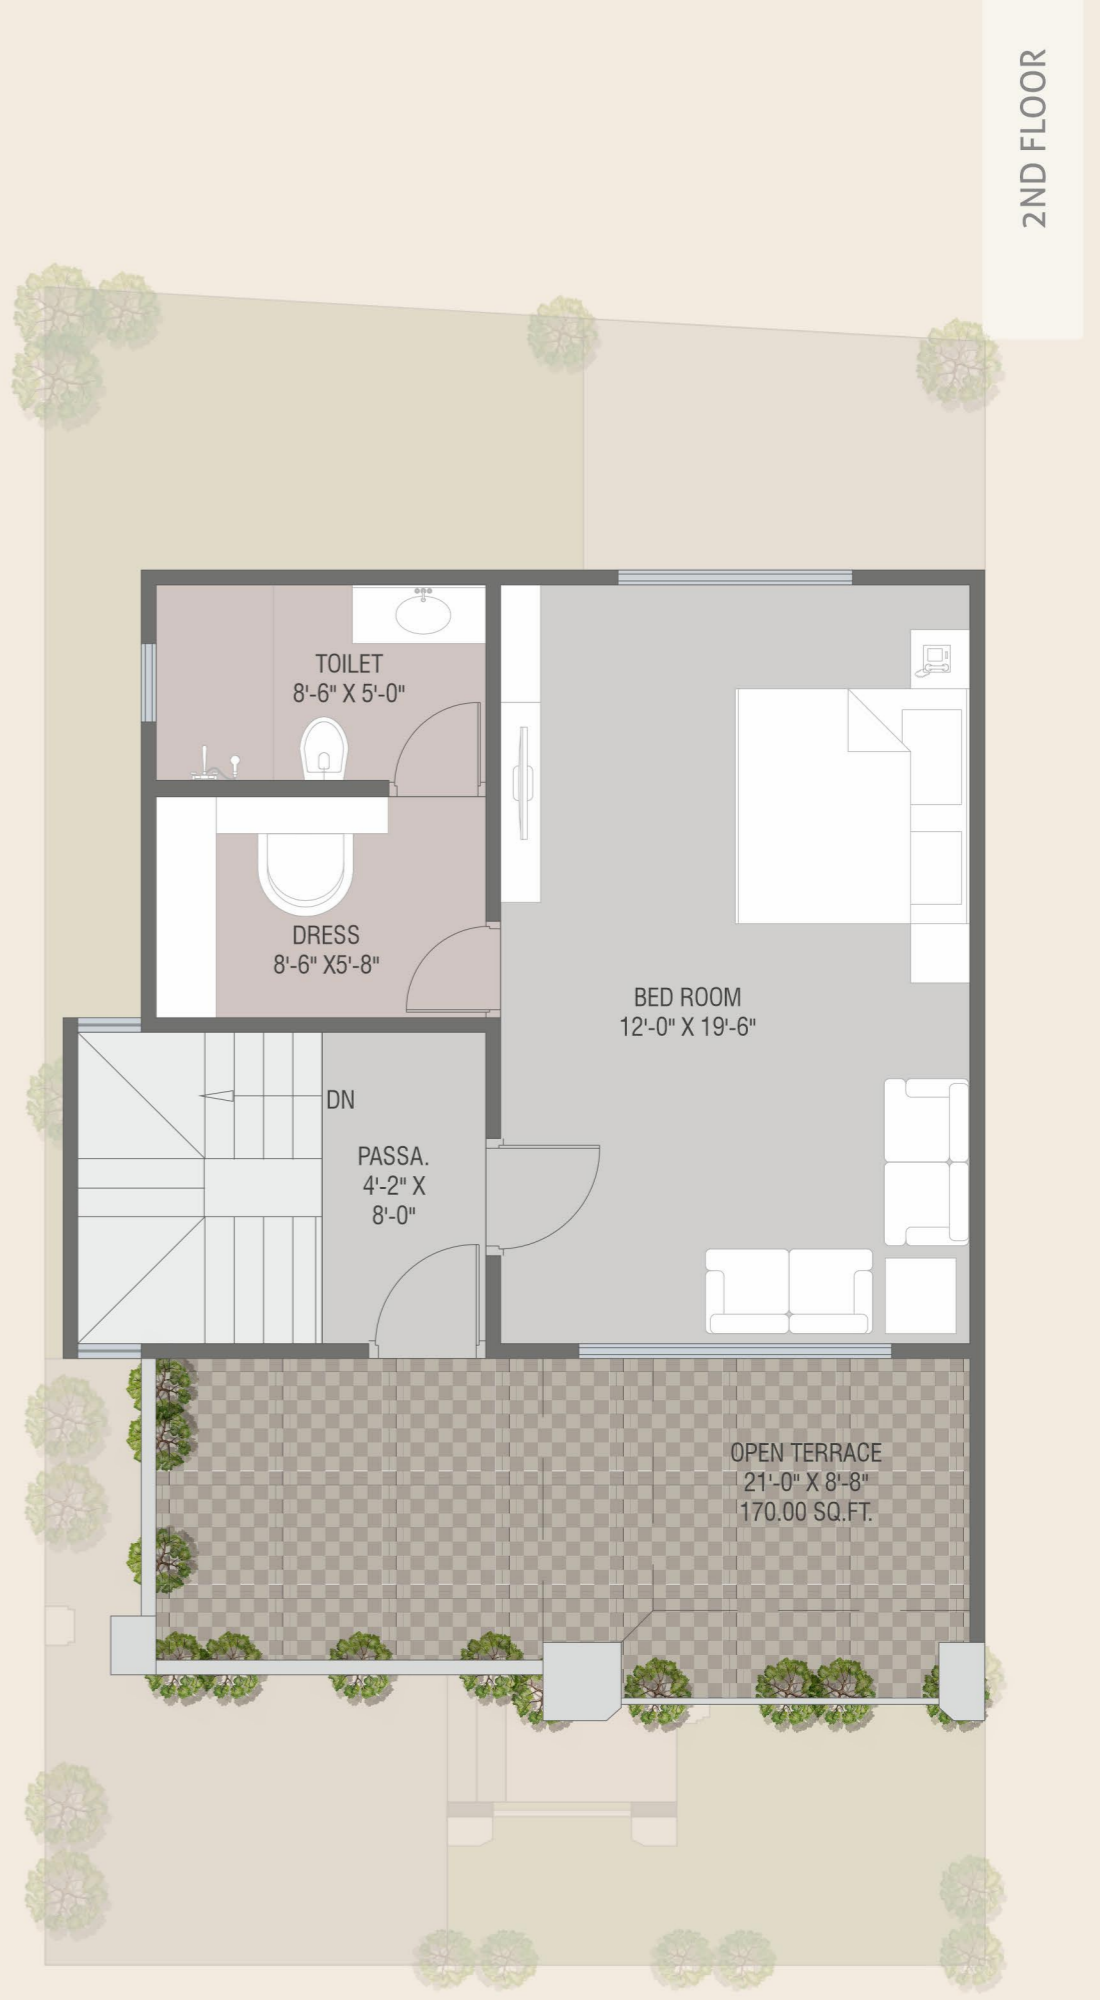 2ND FLOOR
TOILET
8'-6" X 5'-0"
DRESS
8'-6" X5'-8"
BED ROOM
12'-0" X 19'-6"
DN
PASSA.
4'-2" X
8'-0"
OPEN TERRACE
21'-0" X 8'-8"
170.00 SQ.FT.